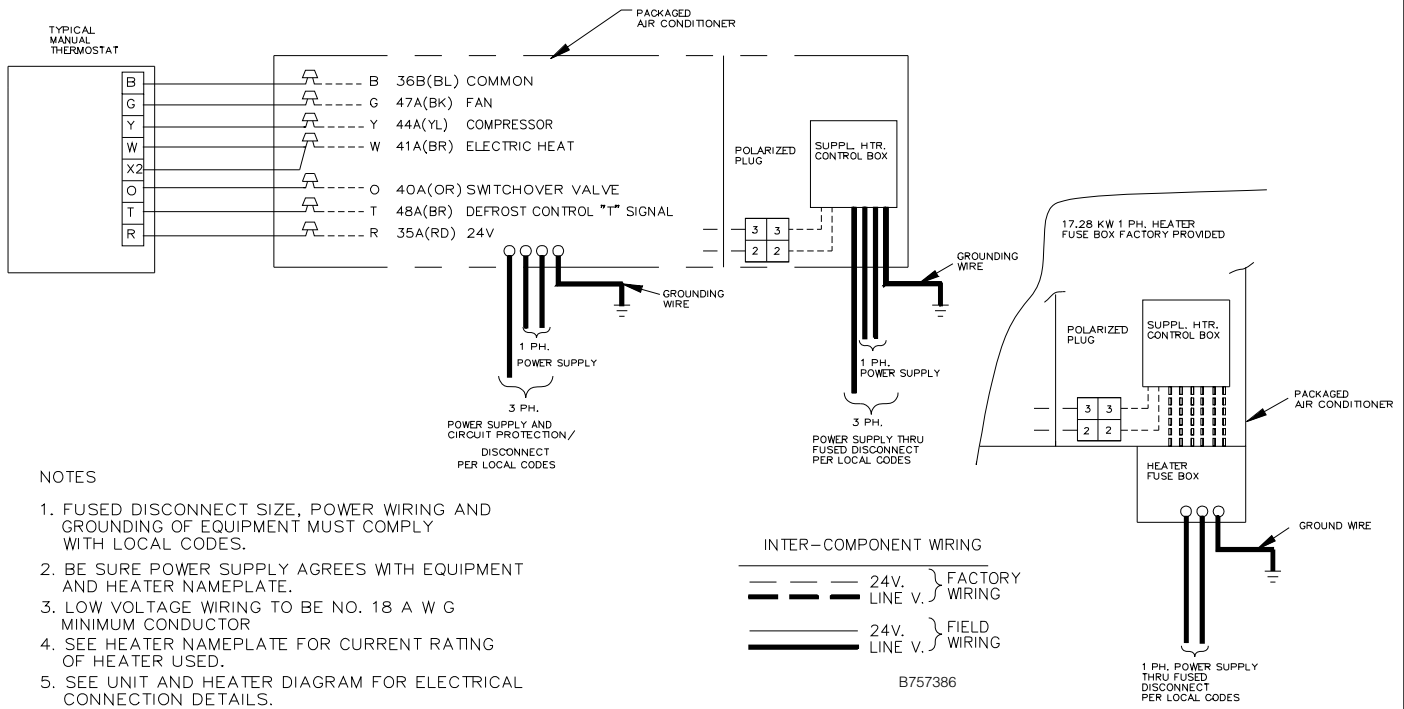 PACKAGED
AIR CONDITIONER
TYPICAL
MANUAL
THERMOSTAT
B
G
Y
W
X2
O
T
R
B 36B(BL) COMMON
G 47A(BK) FAN
Y 44A(YL) COMPRESSOR
W 41A(BR) ELECTRIC HEAT
O 40A(OR) SWITCHOVER VALVE
T 48A(BR) DEFROST CONTROL "T" SIGNAL
R 35A(RD) 24V
POLARIZED
PLUG
SUPPL. HTR.
CONTROL BOX
3 3
2 2
GROUNDING
WIRE
GROUNDING
WIRE
1 PH.
POWER SUPPLY
3 PH.
POWER SUPPLY AND
CIRCUIT PROTECTION/
DISCONNECT
PER LOCAL CODES
1 PH.
POWER SUPPLY
3 PH.
POWER SUPPLY THRU
FUSED DISCONNECT
PER LOCAL CODES
17.28 KW 1 PH. HEATER
FUSE BOX FACTORY PROVIDED
POLARIZED
PLUG
SUPPL. HTR.
CONTROL BOX
3 3
2 2
PACKAGED
AIR CONDITIONER
HEATER
FUSE BOX
GROUND WIRE
1 PH. POWER SUPPLY
THRU FUSED
DISCONNECT
PER LOCAL CODES
NOTES
1. FUSED DISCONNECT SIZE, POWER WIRING AND
GROUNDING OF EQUIPMENT MUST COMPLY
WITH LOCAL CODES.
2. BE SURE POWER SUPPLY AGREES WITH EQUIPMENT
AND HEATER NAMEPLATE.
3. LOW VOLTAGE WIRING TO BE NO. 18 A W G
MINIMUM CONDUCTOR
4. SEE HEATER NAMEPLATE FOR CURRENT RATING
OF HEATER USED.
5. SEE UNIT AND HEATER DIAGRAM FOR ELECTRICAL
CONNECTION DETAILS.
INTER-COMPONENT WIRING
24V.
LINE V.
FACTORY
WIRING
24V.
LINE V.
FIELD
WIRING
B757386